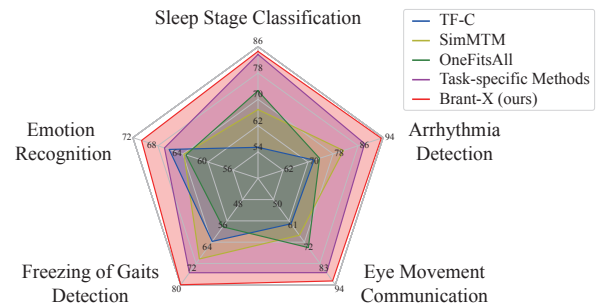 Sleep Stage Classification
TF-C
SimMTM
OneFitsAll
Task-specific Methods
Brant-X (ours)
86
78
70
62
54
Emotion
Recognition
72
68
64
60
56
Arrhythmia
Detection
94
86
78
70
62
48
56
64
72
80
50
61
72
83
94
Freezing of Gaits
Detection
Eye Movement
Communication